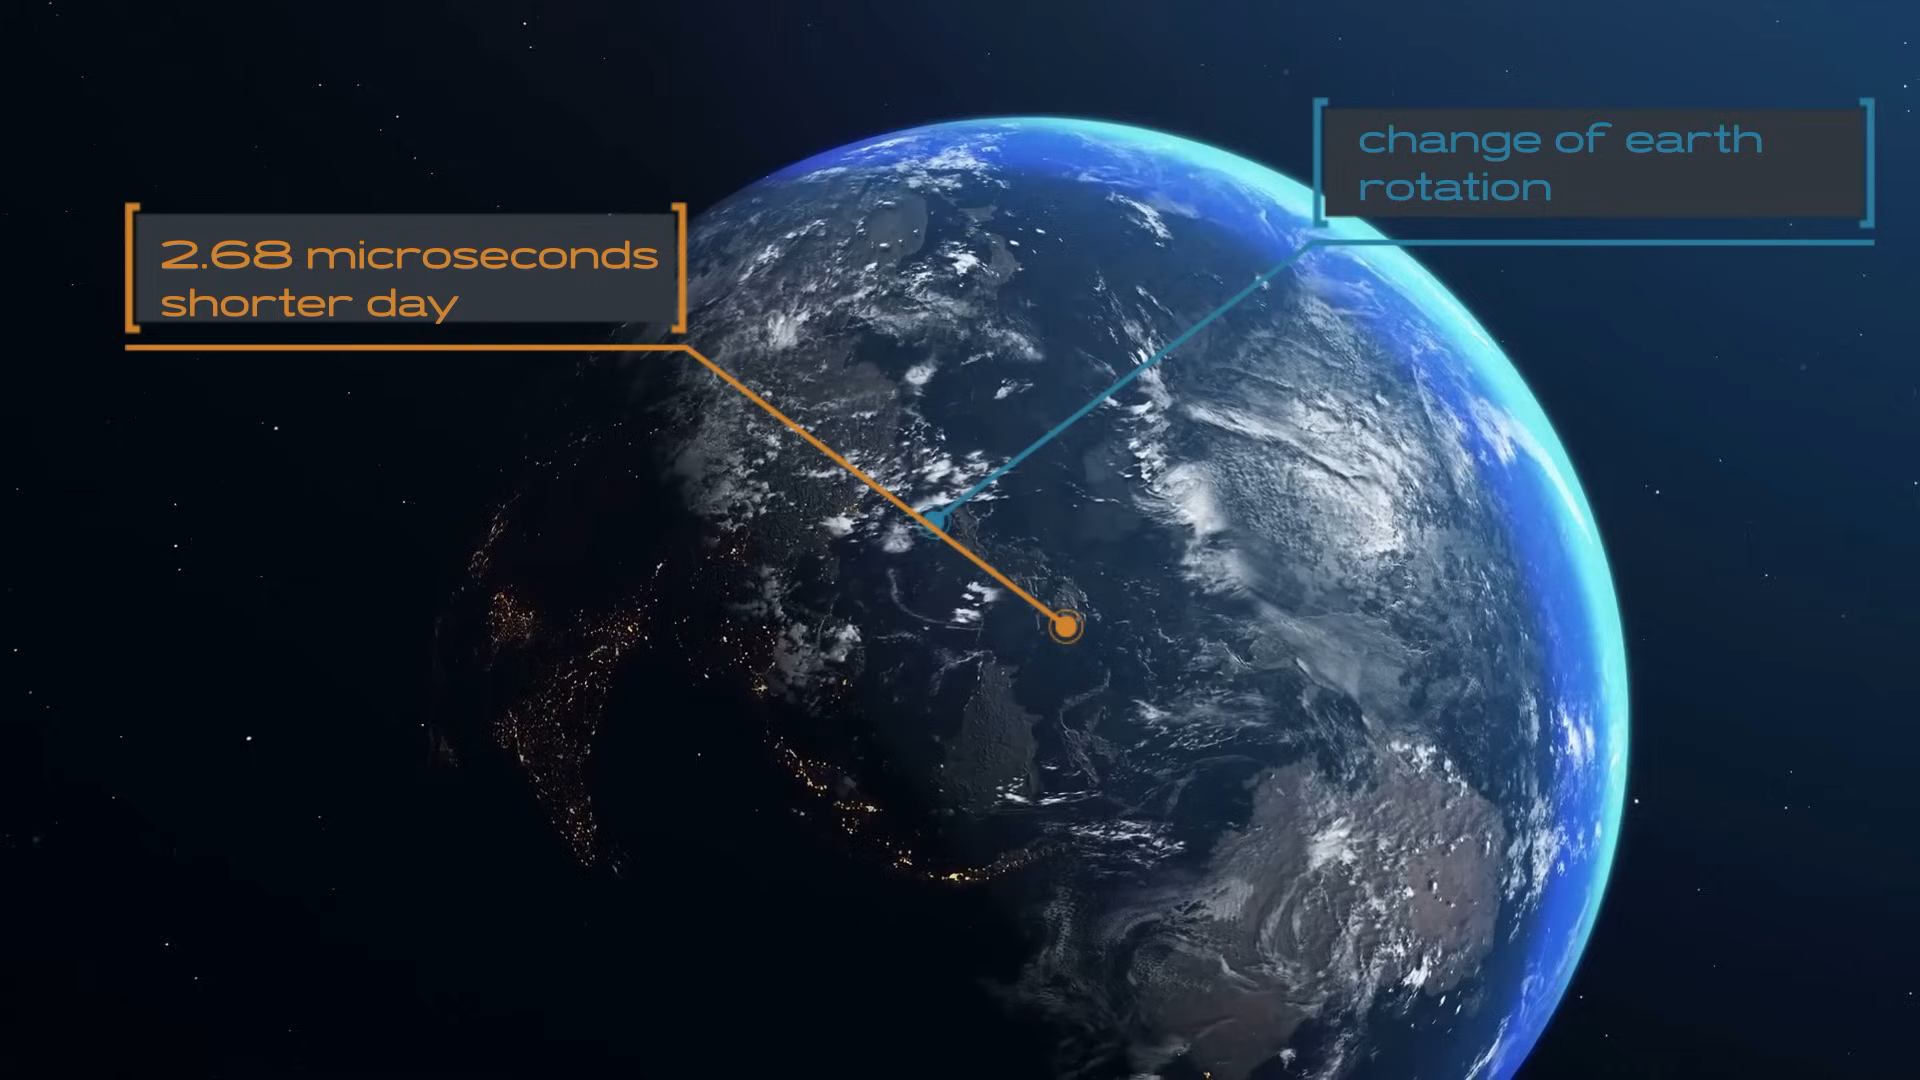 2.68 microseconds
shorter day
change of earth
rotation